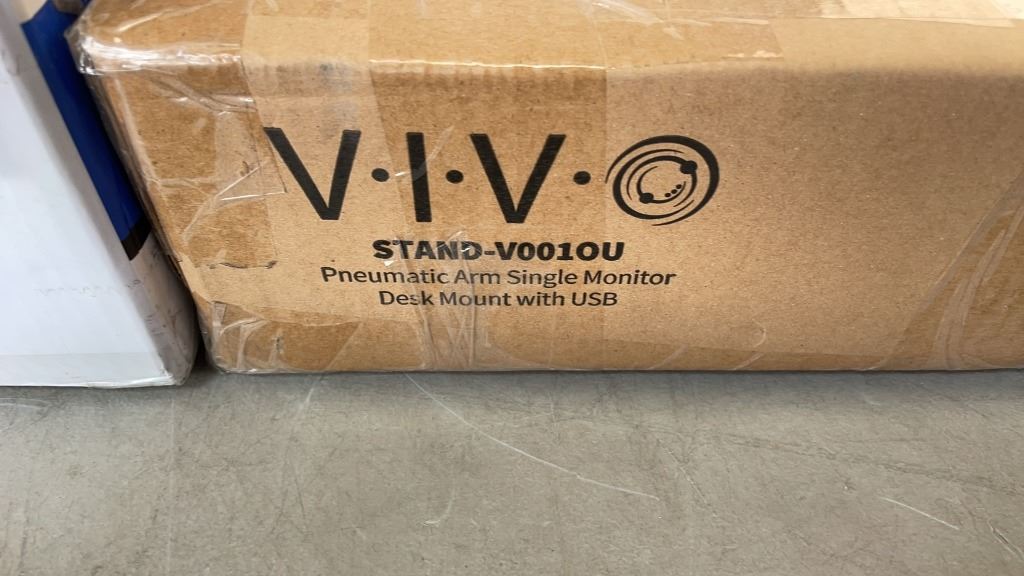 V·I·V·O
STAND-V001OU
Pneumatic Arm Single Monitor
Desk Mount with USB